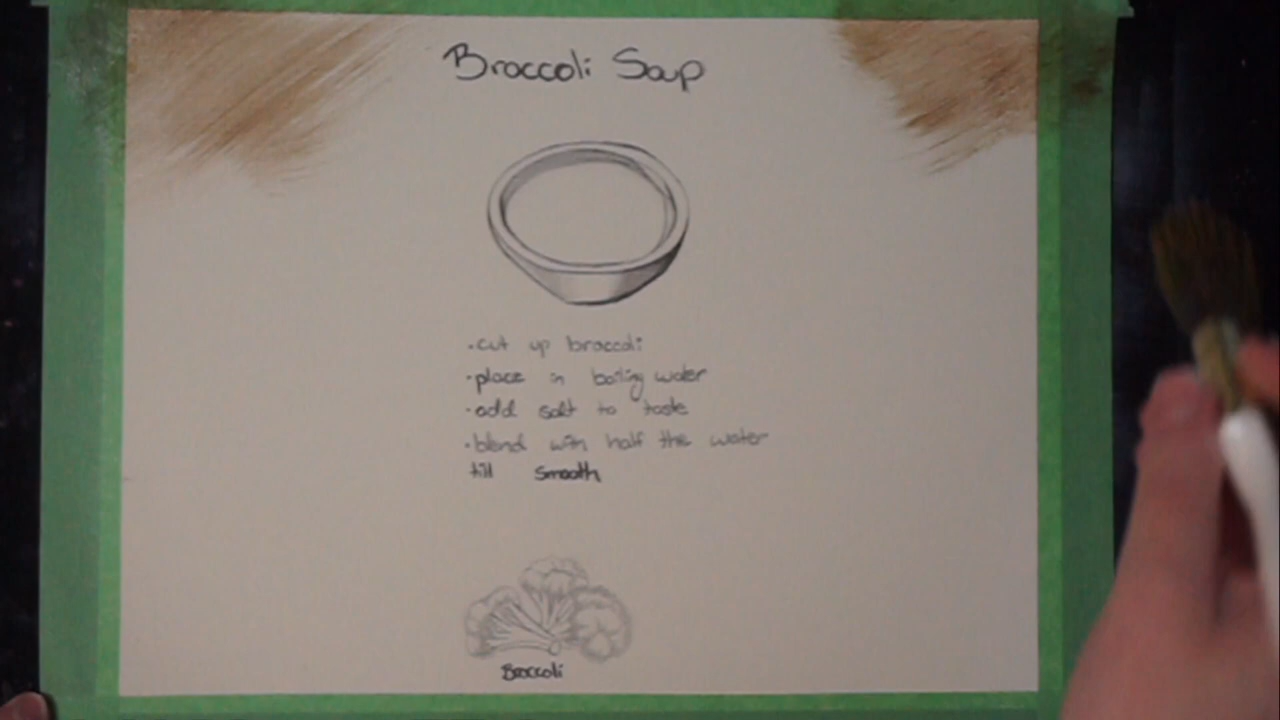 Broccoli Soup
• cut up broccoli
• place in boiling water
• add salt to taste
• blend with half the water
till smooth
Broccoli